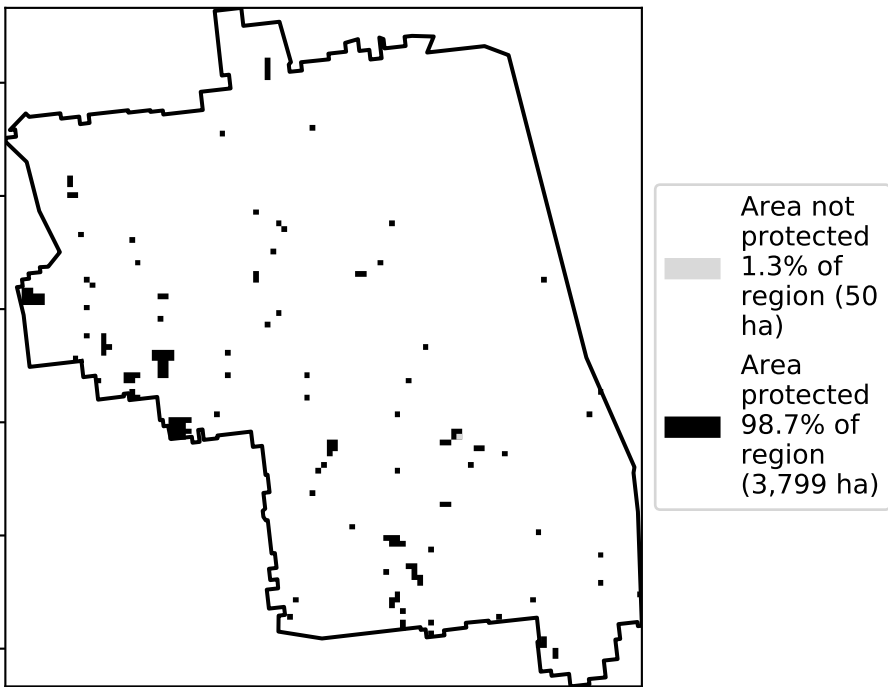 Area not
protected
1.3% of
region (50
ha)
Area
protected
98.7% of
region
(3,799 ha)